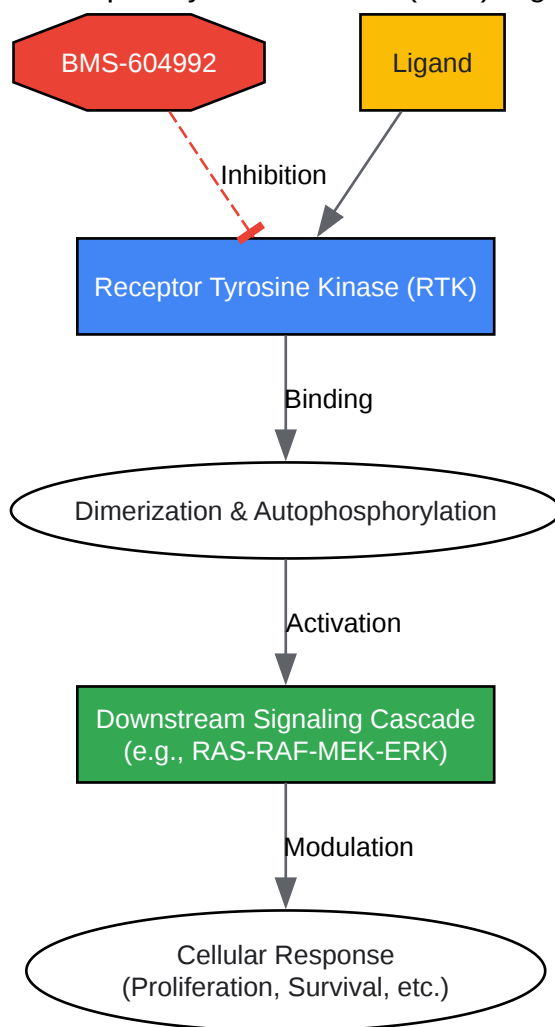 (
)
BMS-604992
Ligand
Inhibition
Receptor Tyrosine Kinase (RTK)
Binding
Dimerization & Autophosphorylation
Activation
Downstream Signaling Cascade
(e.g., RAS-RAF-MEK-ERK)
Modulation
Cellular Response
(Proliferation, Survival, etc.)